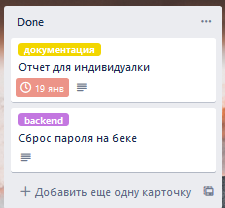 Done
документация
Отчет для индивидуалки
19 янв
backend
Сброс пароля на беке
Добавить еще одну карточку